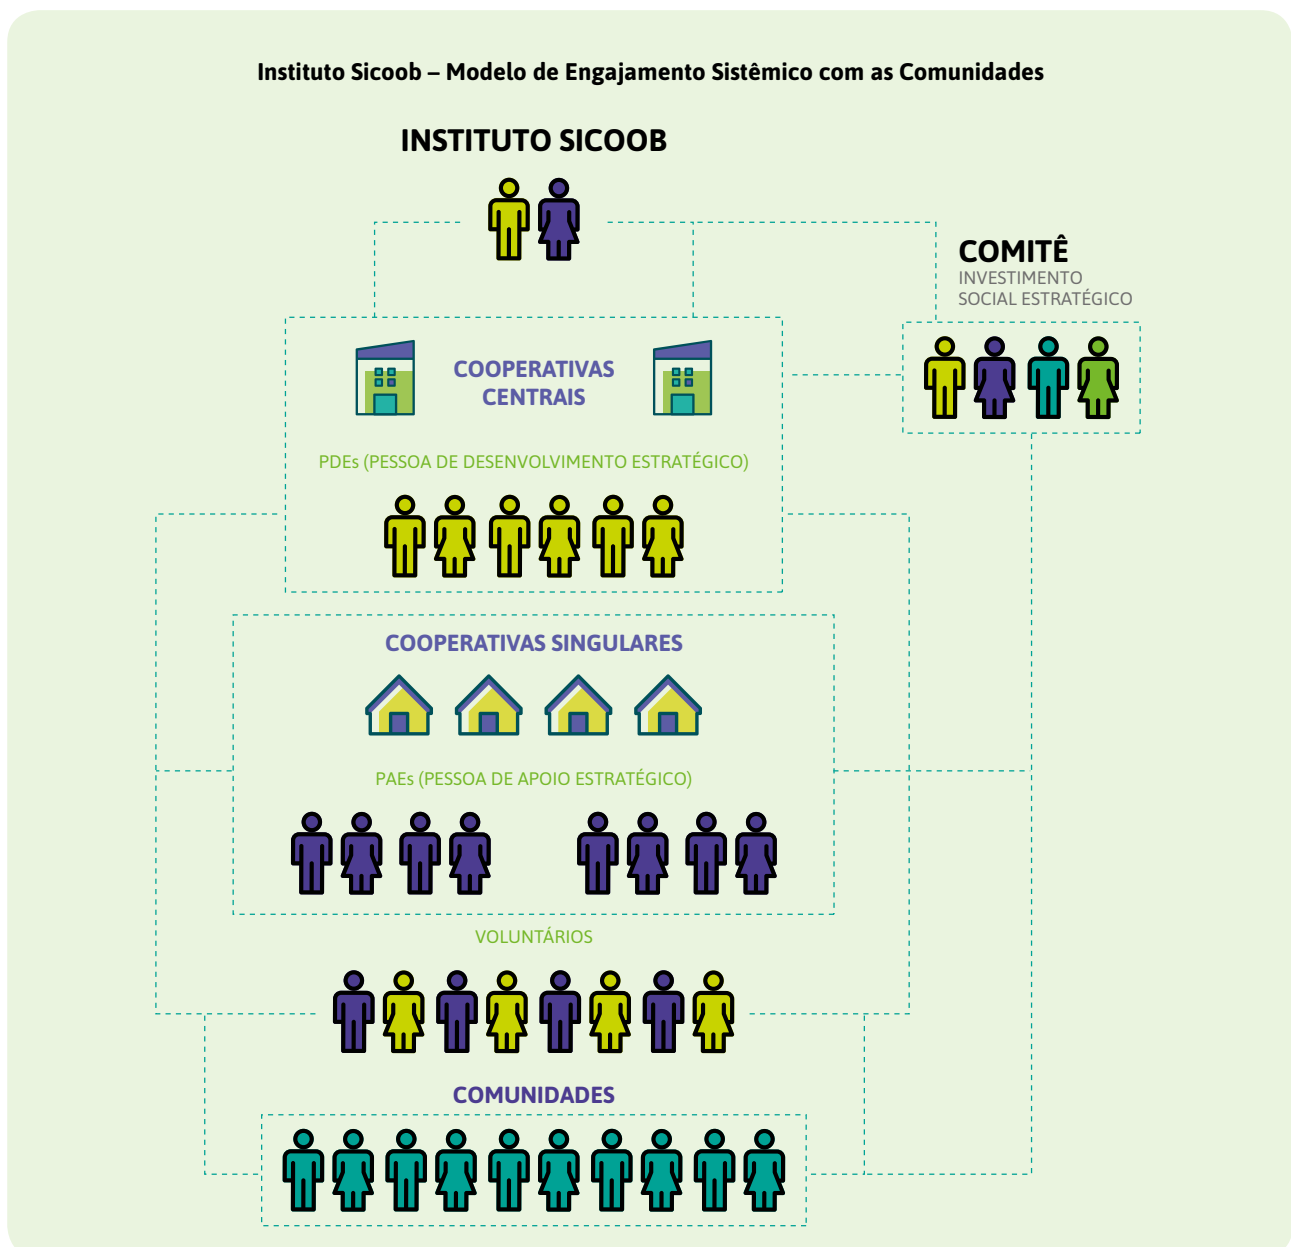 Instituto Sicoob – Modelo de Engajamento Sistêmico com as Comunidades
INSTITUTO SICOOB
COMITÊ
INVESTIMENTO
SOCIAL ESTRATÉGICO
COOPERATIVAS
CENTRAIS
PDEs (PESSOA DE DESENVOLVIMENTO ESTRATÉGICO)
COOPERATIVAS SINGULARES
PAEs (PESSOA DE APOIO ESTRATÉGICO)
VOLUNTÁRIOS
COMUNIDADES